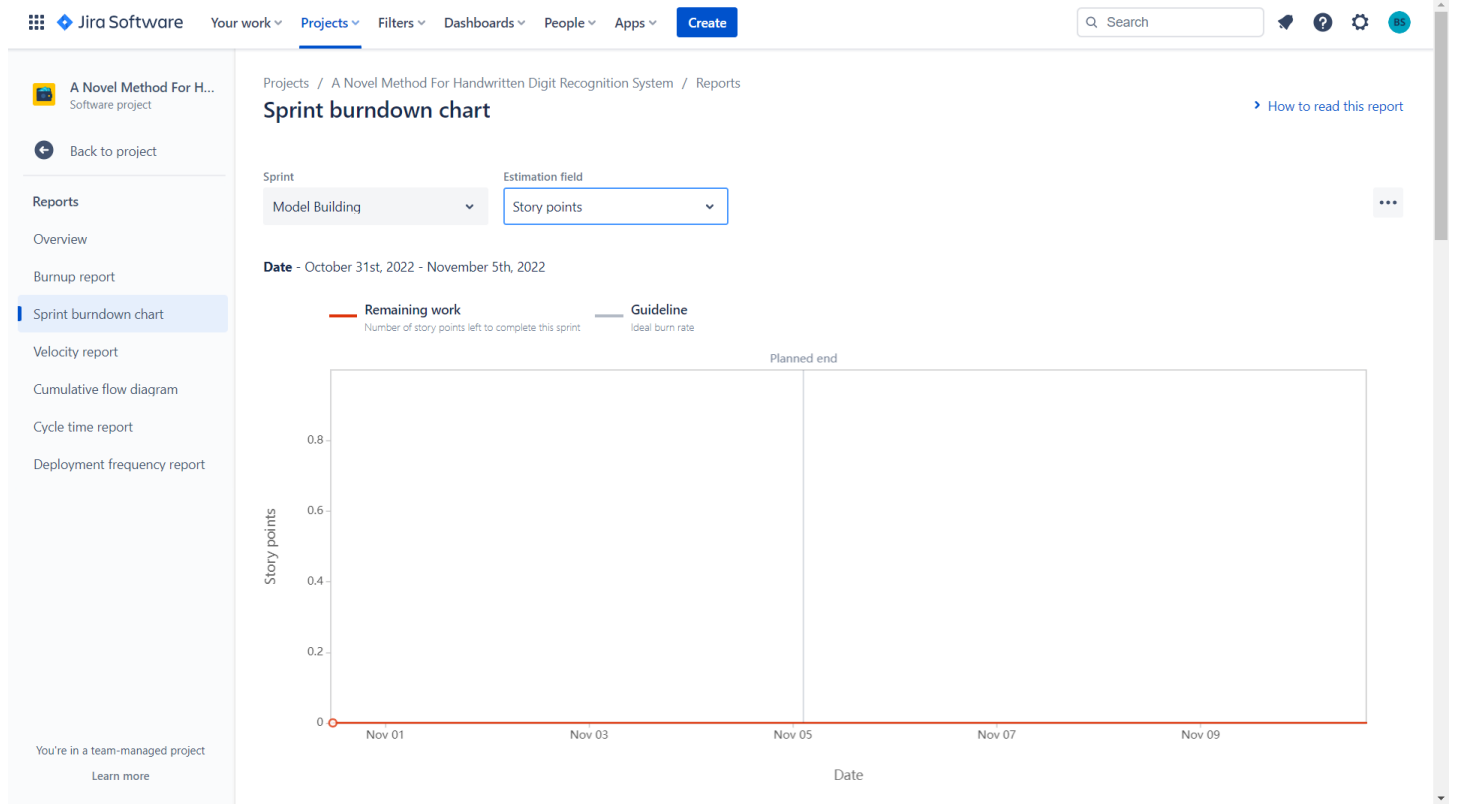 Jira Software
Your work
Projects
Filters
Dashboards
People
Apps
Create
Search
BS
A Novel Method For H...
Software project
Back to project
Reports
Overview
Burnup report
Sprint burndown chart
Velocity report
Cumulative flow diagram
Cycle time report
Deployment frequency report
You're in a team-managed project
Learn more
Projects / A Novel Method For Handwritten Digit Recognition System / Reports
Sprint burndown chart
How to read this report
Sprint
Model Building
Estimation field
Story points
Date - October 31st, 2022 - November 5th, 2022
Remaining work
Number of story points left to complete this sprint
Guideline
Ideal burn rate
Planned end
0.8
0.6
0.4
0.2
0
Story points
Nov 01
Nov 03
Nov 05
Nov 07
Nov 09
Date